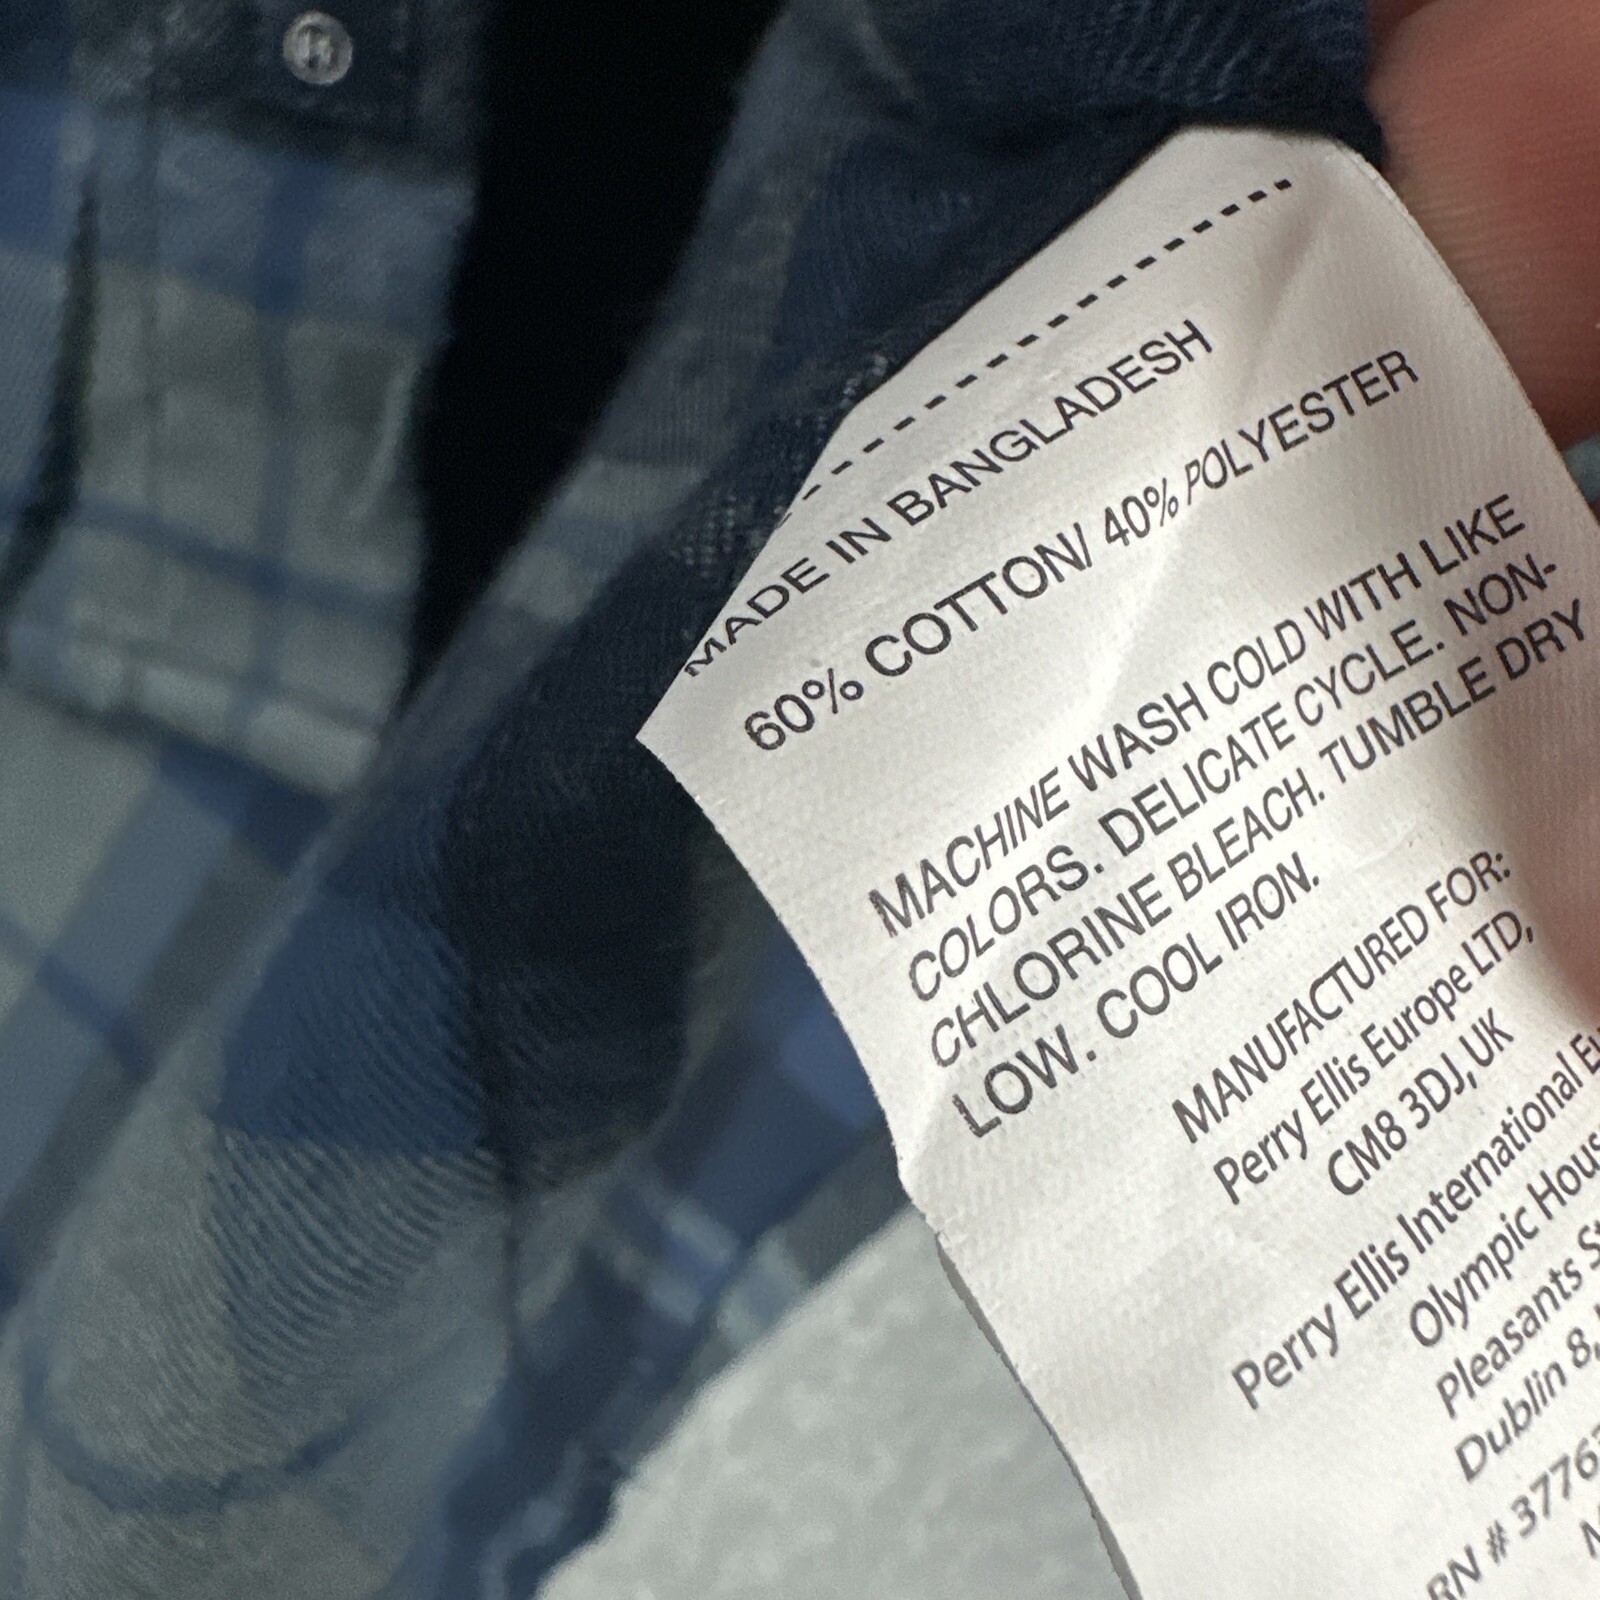 MADE IN BANGLADESH
60% COTTON/ 40% POLYESTER
MACHINE WASH COLD WITH LIKE
COLORS. DELICATE CYCLE. NON-
CHLORINE BLEACH. TUMBLE DRY
LOW. COOL IRON.
MANUFACTURED FOR:
Perry Ellis Europe LTD,
CM8 3DJ, UK
Perry Ellis International
Olympic
Pleasants
Dublin 8,
RN #